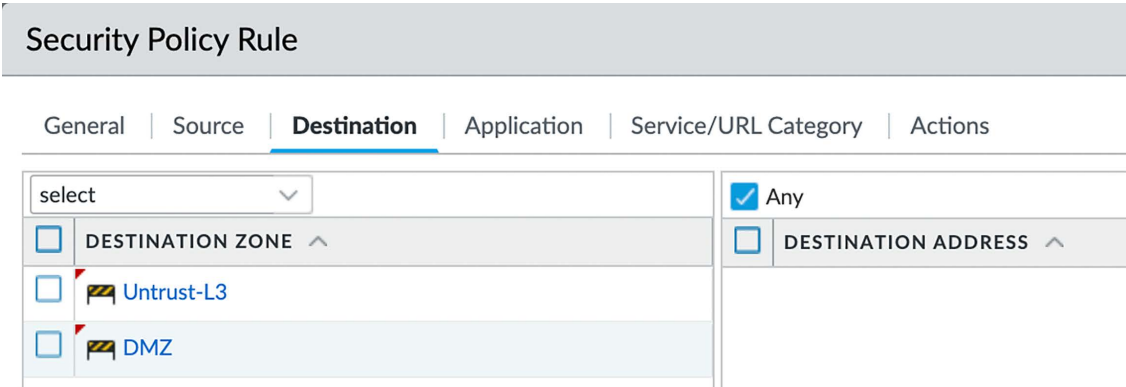 Security Policy Rule
General Source Destination Application Service/URL Category Actions
select
Any
DESTINATION ZONE
DESTINATION ADDRESS
Untrust-L3
DMZ